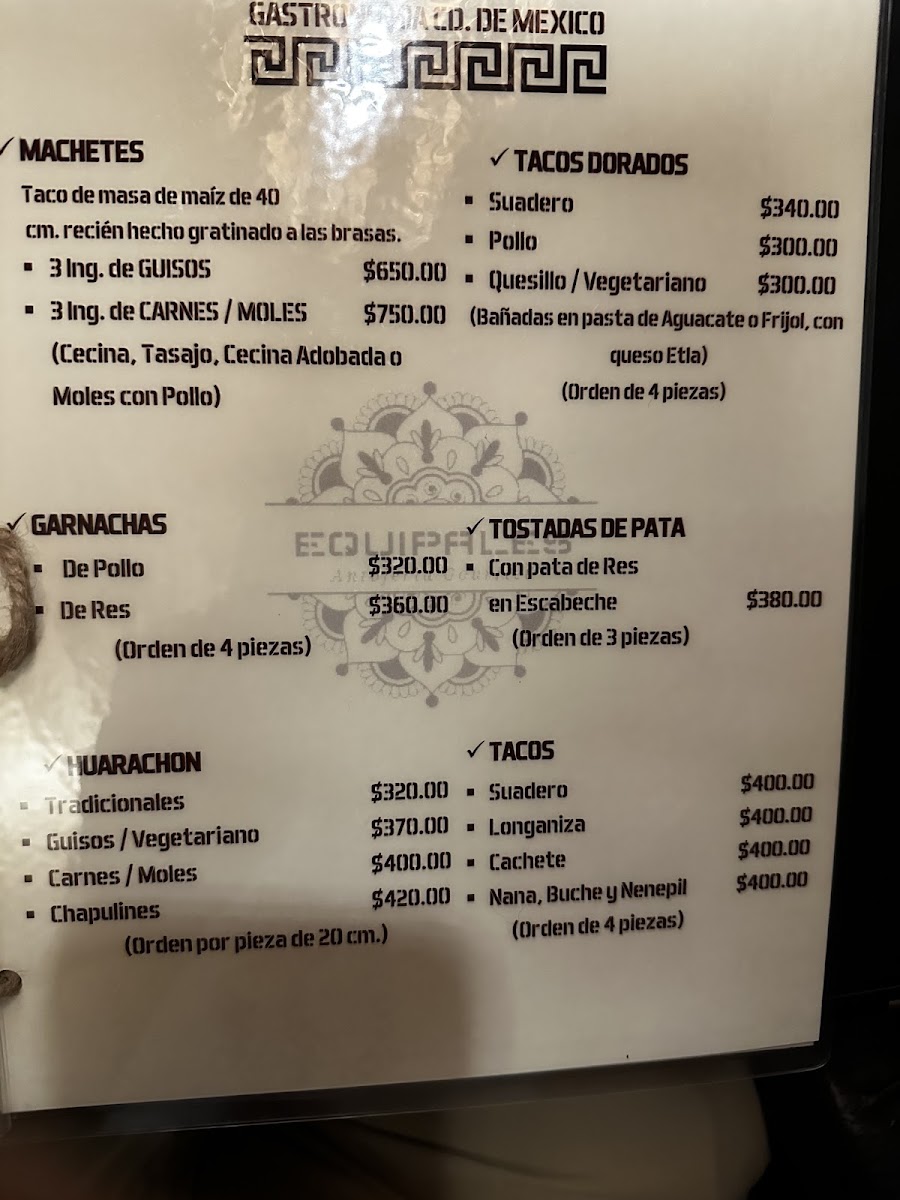 CD. DE MEXICO
✓ MACHETES
Taco de masa de maíz de 40
cm. recién hecho gratinado a las brasas.
▪ 3 Ing. de GUISOS $650.00
▪ 3 Ing. de CARNES / MOLES $750.00
(Cecina, Tasajo, Cecina Adobada o
Moles con Pollo)
✓ TACOS DORADOS
▪ Suadero $340.00
▪ Pollo $300.00
▪ Quesillo / Vegetariano $300.00
(Bañadas en pasta de Aguacate o Frijol, con
queso Etla)
(Orden de 4 piezas)
EQUIPALES
✓ GARNACHAS
▪ De Pollo $320.00
▪ De Res $360.00
(Orden de 4 piezas)
✓ TOSTADAS DE PATA
▪ Con pata de Res
en Escabeche $380.00
(Orden de 3 piezas)
✓ HUARACHON
▪ Tradicionales $320.00
▪ Guisos / Vegetariano $370.00
▪ Carnes / Moles $400.00
▪ Chapulines $420.00
(Orden por pieza de 20 cm.)
✓ TACOS
▪ Suadero $400.00
▪ Longaniza $400.00
▪ Cachete $400.00
▪ Nana, Buche y Nenepil $400.00
(Orden de 4 piezas)